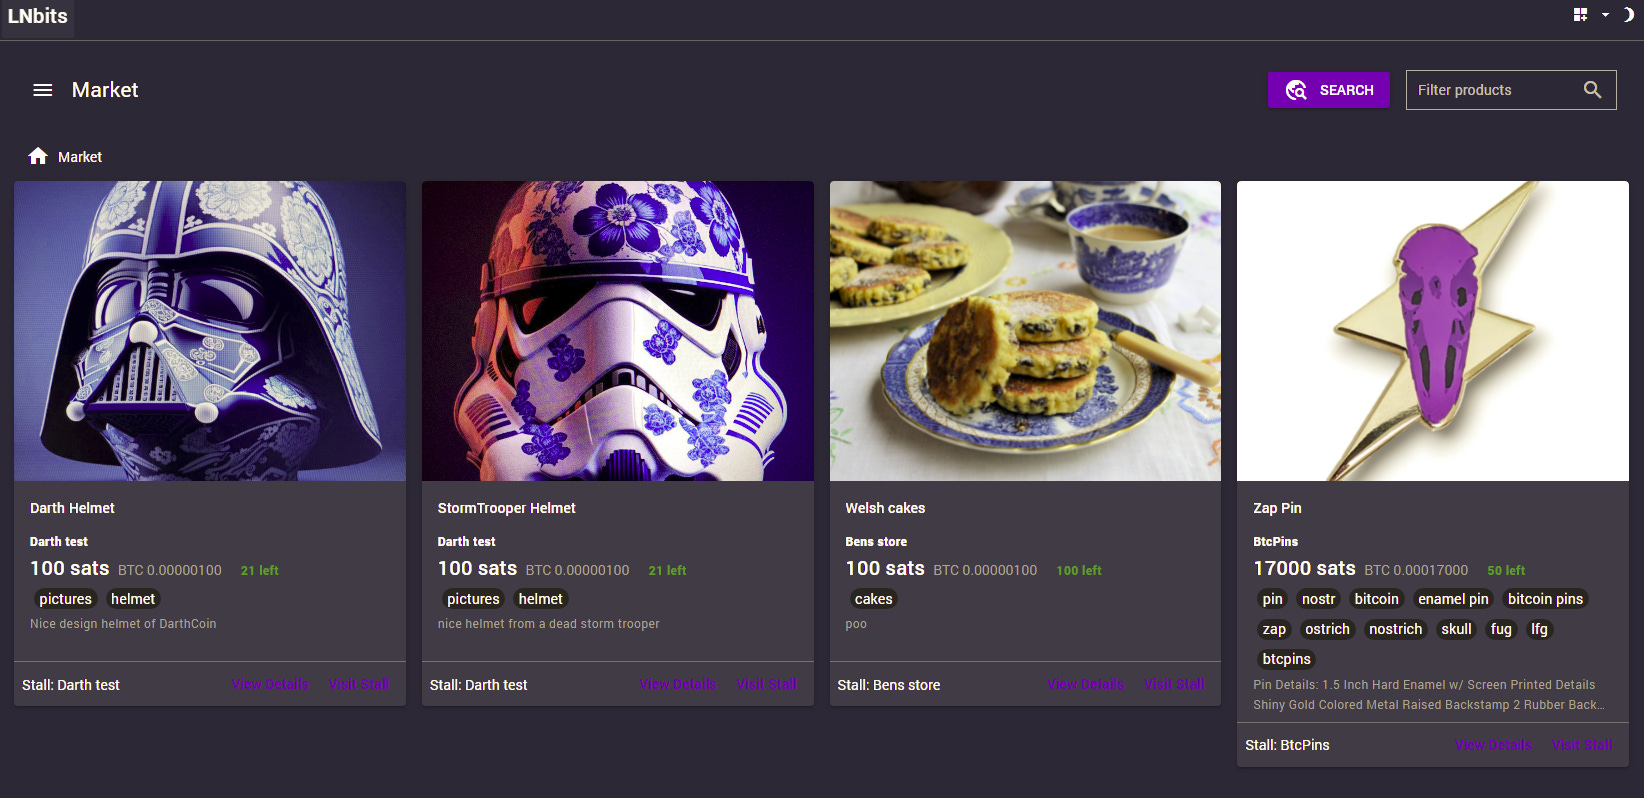 LNbits
Market
SEARCH
Filter products
Market
Darth Helmet
Darth test
100 sats BTC 0.00000100 21 left
pictures helmet
Nice design helmet of DarthCoin
Stall: Darth test View Details Visit Stall
StormTrooper Helmet
Darth test
100 sats BTC 0.00000100 21 left
pictures helmet
nice helmet from a dead storm trooper
Stall: Darth test View Details Visit Stall
Welsh cakes
Bens store
100 sats BTC 0.00000100 100 left
cakes
poo
Stall: Bens store View Details Visit Stall
Zap Pin
BtcPins
17000 sats BTC 0.00017000 50 left
pin nostr bitcoin enamel pin bitcoin pins
zap ostrich nostrich skull fug lfg
btcpins
Pin Details: 1.5 Inch Hard Enamel w/ Screen Printed Details
Shiny Gold Colored Metal Raised Backstamp 2 Rubber Back...
Stall: BtcPins View Details Visit Stall